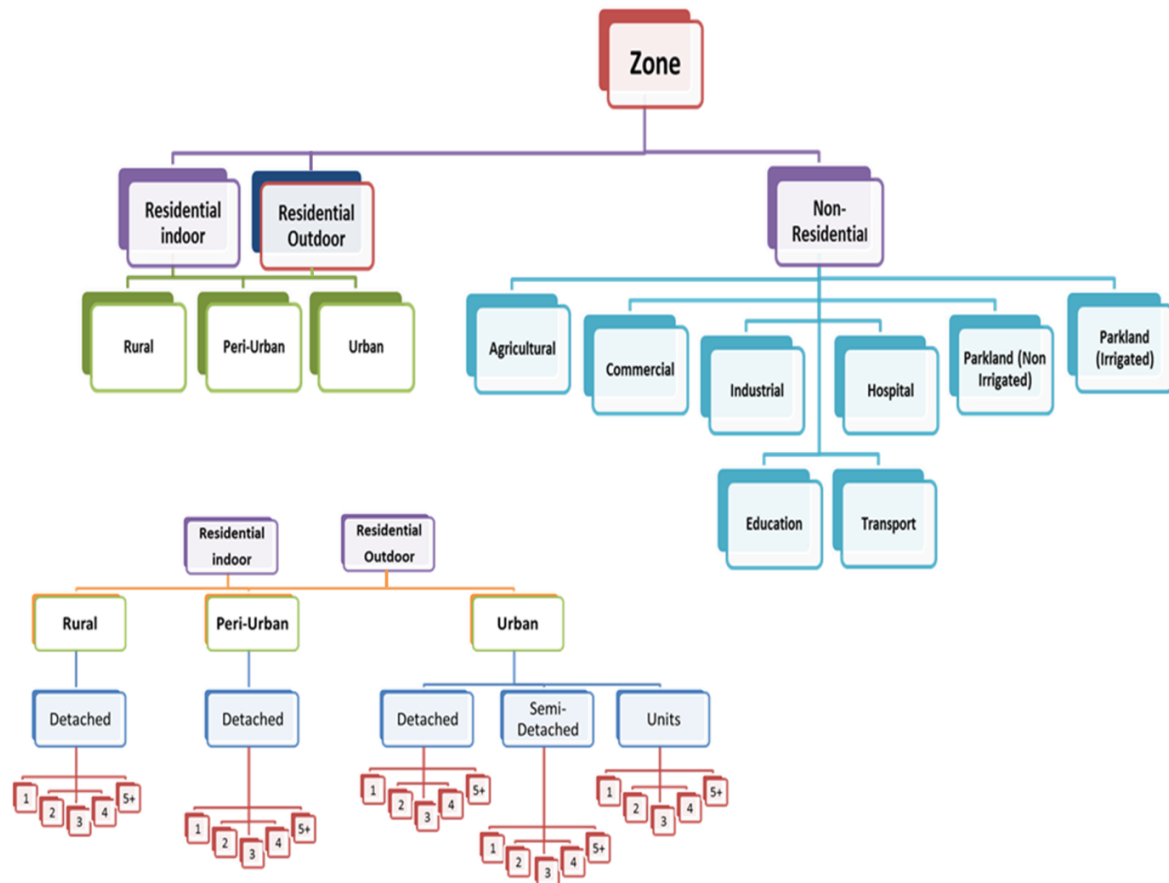 Zone
Residential
indoor
Residential
Outdoor
Non-
Residential
Rural
Peri-Urban
Urban
Agricultural
Commercial
Industrial
Hospital
Parkland (Non
Irrigated)
Parkland
(Irrigated)
Education
Transport
Residential
indoor
Residential
Outdoor
Rural
Peri-Urban
Urban
Detached
Detached
Detached
Semi-
Detached
Units
1
2
3
4
5+
1
2
3
4
5+
1
2
3
4
5+
1
2
3
4
5+
1
2
3
4
5+